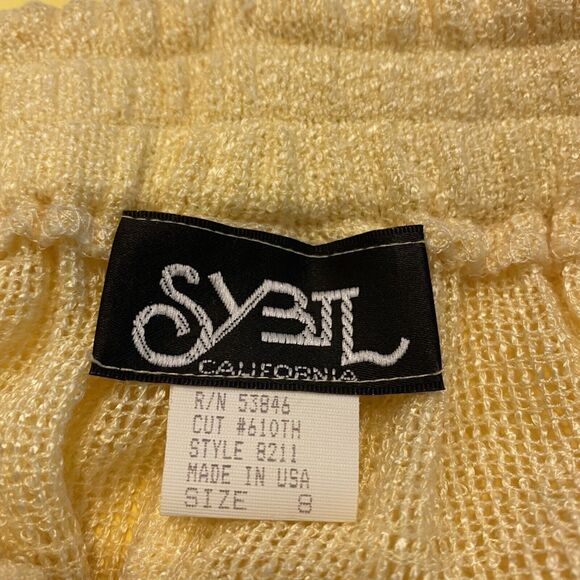 SYBIL
CALIFORNIA
R/N 53846
CUT #610TH
STYLE 8211
MADE IN USA
SIZE 8